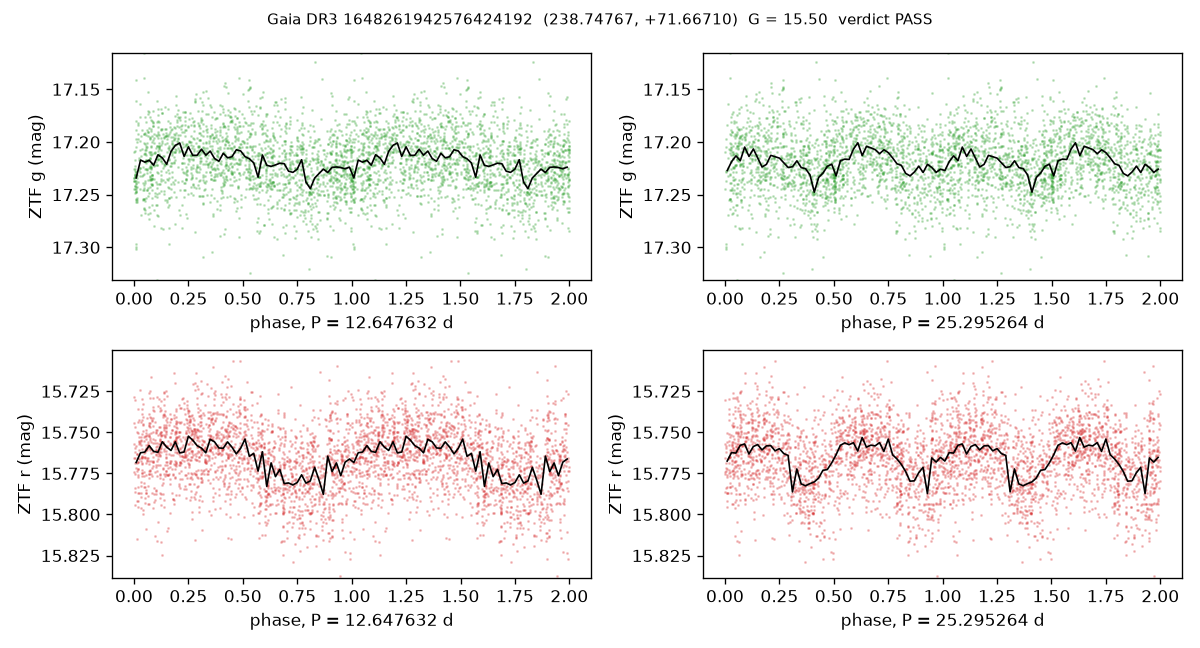 Gaia DR3 1648261942576424192 (238.74767, +71.66710) G = 15.50 verdict PASS
ZTF g (mag)
17.15
17.20
17.25
17.30
0.00 0.25 0.50 0.75 1.00 1.25 1.50 1.75 2.00
phase, P = 12.647632 d
ZTF g (mag)
17.15
17.20
17.25
17.30
0.00 0.25 0.50 0.75 1.00 1.25 1.50 1.75 2.00
phase, P = 25.295264 d
ZTF r (mag)
15.725
15.750
15.775
15.800
15.825
0.00 0.25 0.50 0.75 1.00 1.25 1.50 1.75 2.00
phase, P = 12.647632 d
ZTF r (mag)
15.725
15.750
15.775
15.800
15.825
0.00 0.25 0.50 0.75 1.00 1.25 1.50 1.75 2.00
phase, P = 25.295264 d